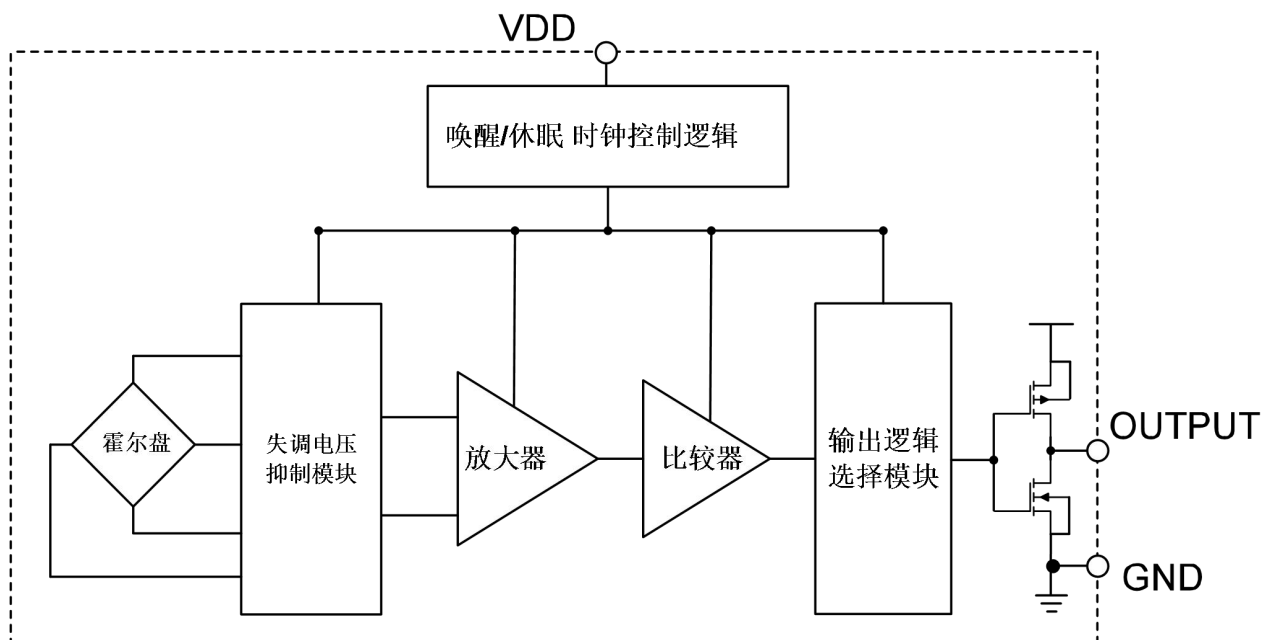 VDD
唤醒/休眠 时钟控制逻辑
霍尔盘
失调电压
抑制模块
放大器
比较器
输出逻辑
选择模块
OUTPUT
GND